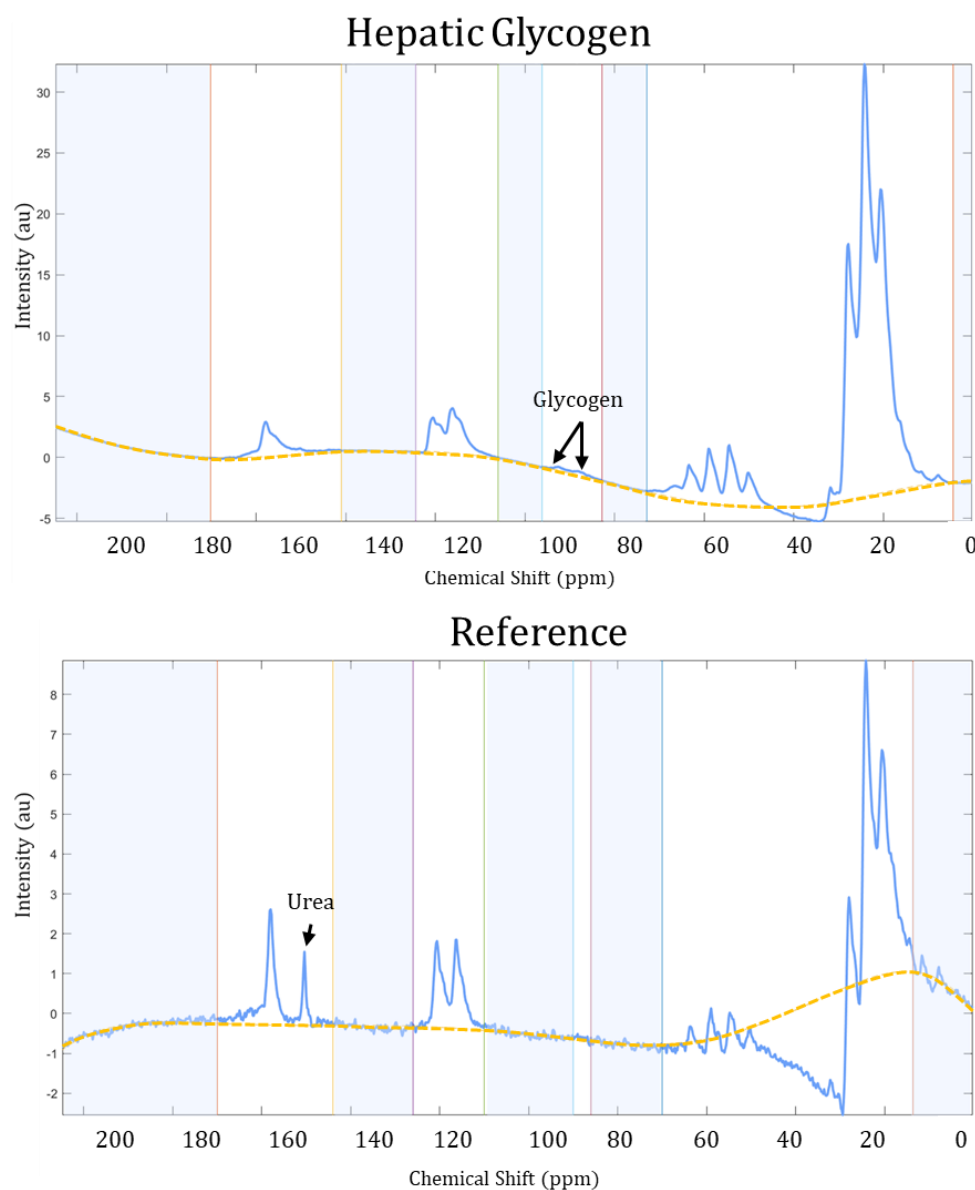 Hepatic Glycogen
30
25
20
15
10
5
0
-5
Intensity (au)
Glycogen
200 180 160 140 120 100 80 60 40 20 0
Chemical Shift (ppm)
Reference
8
7
6
5
4
3
2
1
0
-1
-2
Intensity (au)
Urea
200 180 160 140 120 100 80 60 40 20 0
Chemical Shift (ppm)